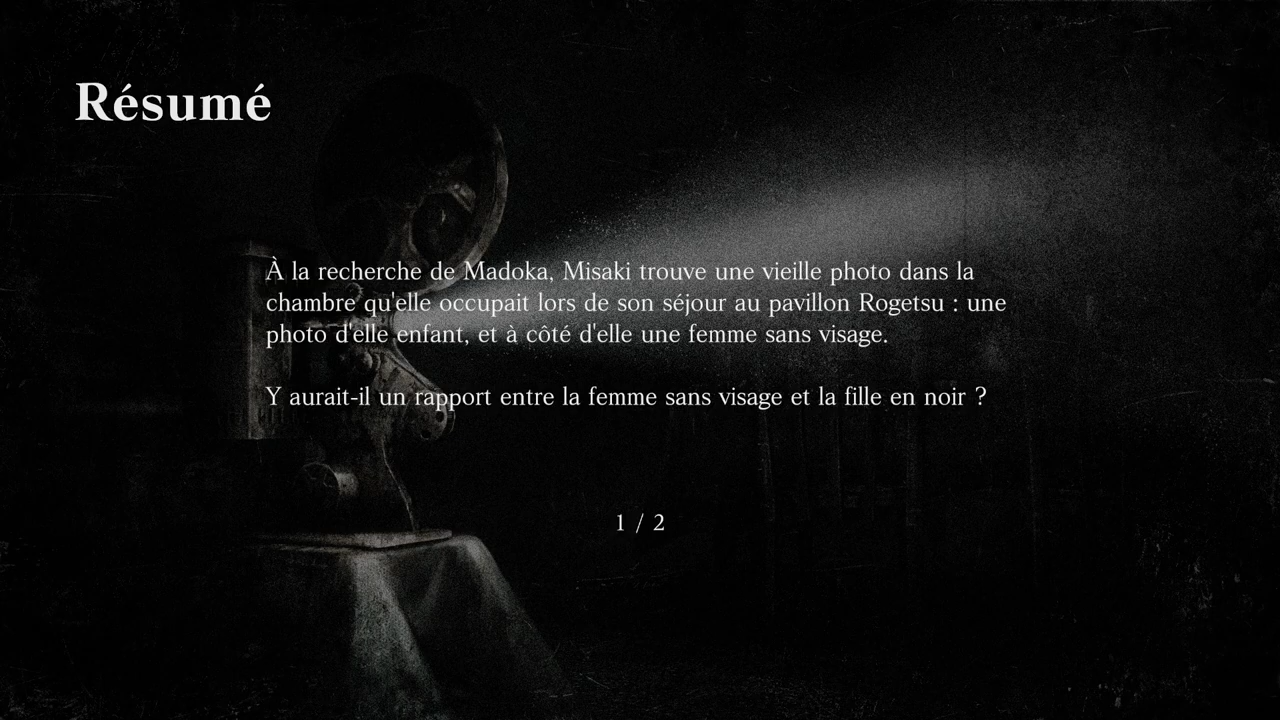 Résumé
À la recherche de Madoka, Misaki trouve une vieille photo dans la
chambre qu'elle occupait lors de son séjour au pavillon Rogetsu : une
photo d'elle enfant, et à côté d'elle une femme sans visage.
Y aurait-il un rapport entre la femme sans visage et la fille en noir ?
1 / 2